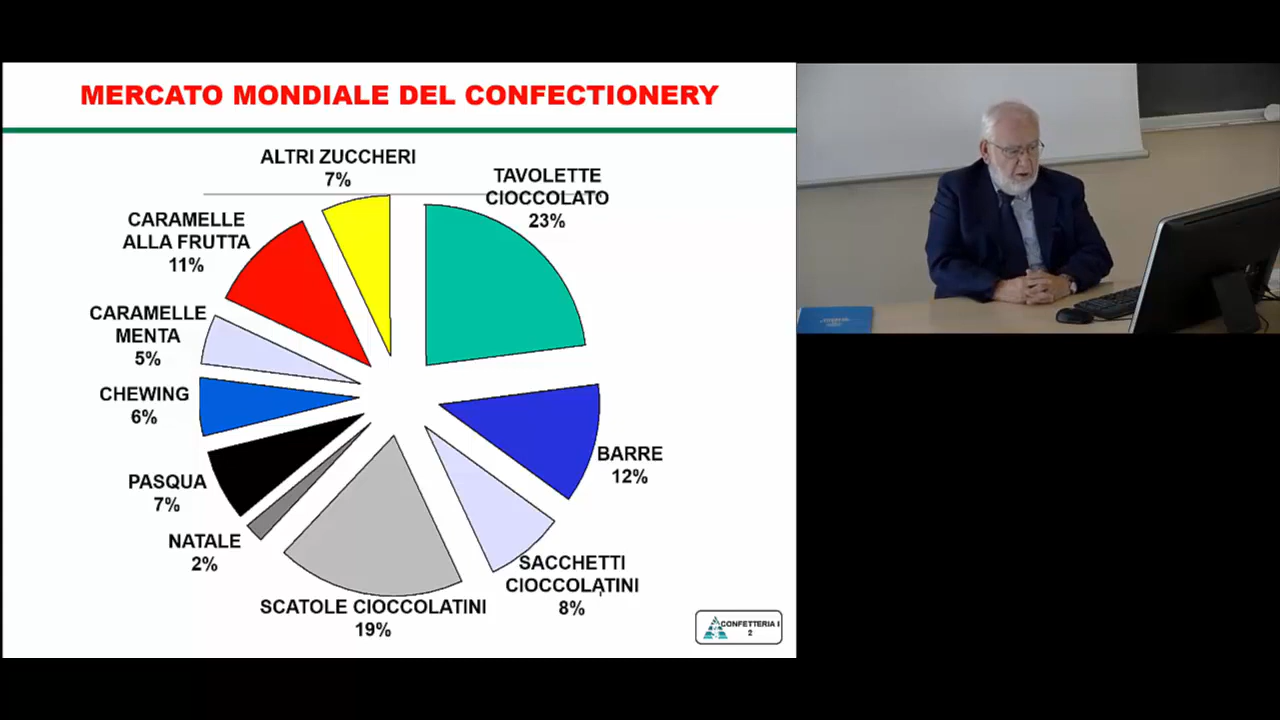 MERCATO MONDIALE DEL CONFECTIONERY
ALTRI ZUCCHERI
7%
TAVOLETTE
CIOCCOLATO
23%
CARAMELLE
ALLA FRUTTA
11%
CARAMELLE
MENTA
5%
CHEWING
6%
BARRE
12%
PASQUA
7%
NATALE
2%
SACCHETTI
CIOCCOLATINI
8%
SCATOLE CIOCCOLATINI
19%
CONFETTERIA I
2